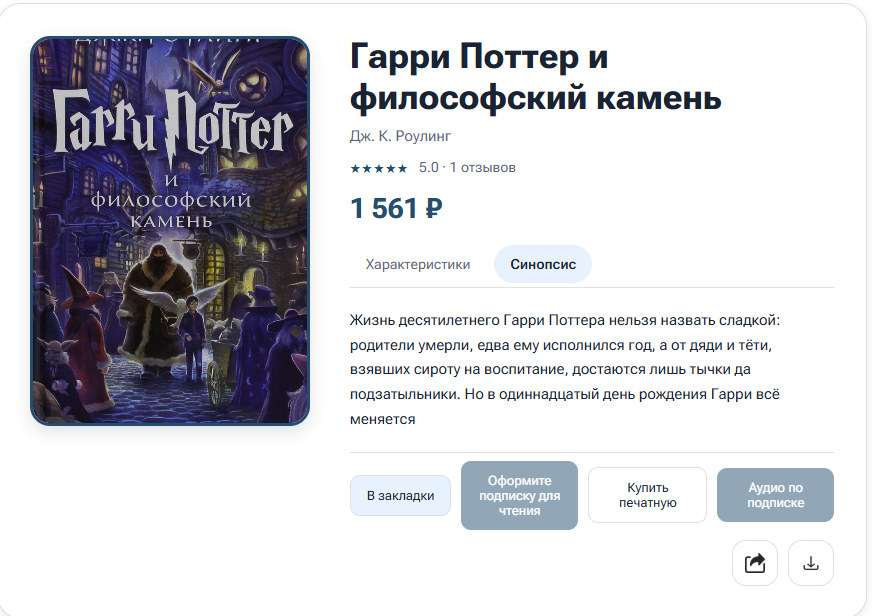 Гарри Поттер
и
философский
камень
Гарри Поттер и
философский камень
Дж. К. Роулинг
★★★★★ 5.0 · 1 отзывов
1 561 ₽
Характеристики
Синопсис
Жизнь десятилетнего Гарри Поттера нельзя назвать сладкой:
родители умерли, едва ему исполнился год, а от дяди и тёти,
взявших сироту на воспитание, достаются лишь тычки да
подзатыльники. Но в одиннадцатый день рождения Гарри всё
меняется
В закладки
Оформите
подписку для
чтения
Купить
печатную
Аудио по
подписке